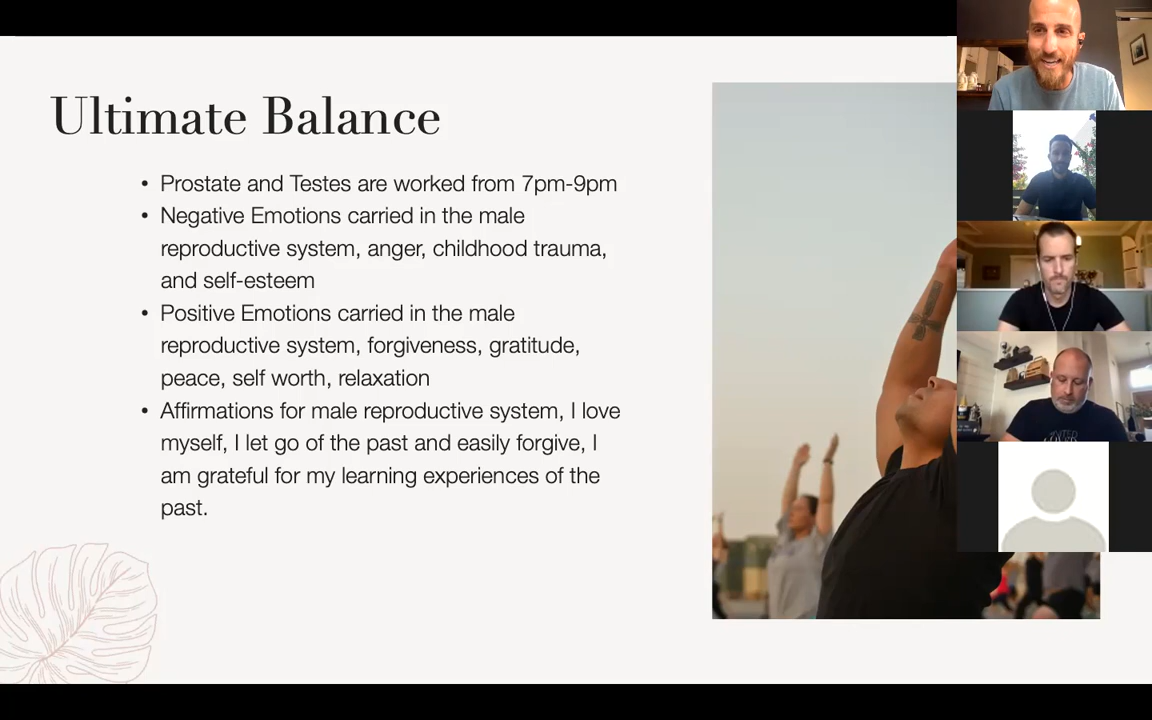 Ultimate Balance
• Prostate and Testes are worked from 7pm-9pm
• Negative Emotions carried in the male
reproductive system, anger, childhood trauma,
and self-esteem
• Positive Emotions carried in the male
reproductive system, forgiveness, gratitude,
peace, self worth, relaxation
• Affirmations for male reproductive system, I love
myself, I let go of the past and easily forgive, I
am grateful for my learning experiences of the
past.